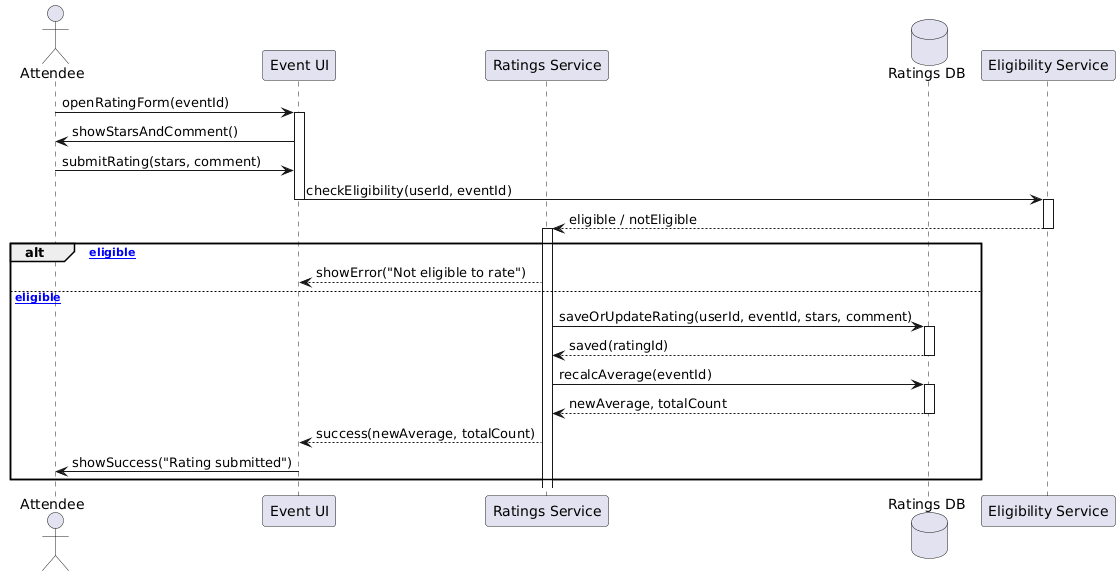 Attendee
Event UI
Ratings Service
Ratings DB
Eligibility Service
openRatingForm(eventId)
showStarsAndComment()
submitRating(stars, comment)
checkEligibility(userId, eventId)
eligible / notEligible
alt
eligible
showError("Not eligible to rate")
eligible
saveOrUpdateRating(userId, eventId, stars, comment)
saved(ratingId)
recalcAverage(eventId)
newAverage, totalCount
success(newAverage, totalCount)
showSuccess("Rating submitted")
Attendee
Event UI
Ratings Service
Ratings DB
Eligibility Service